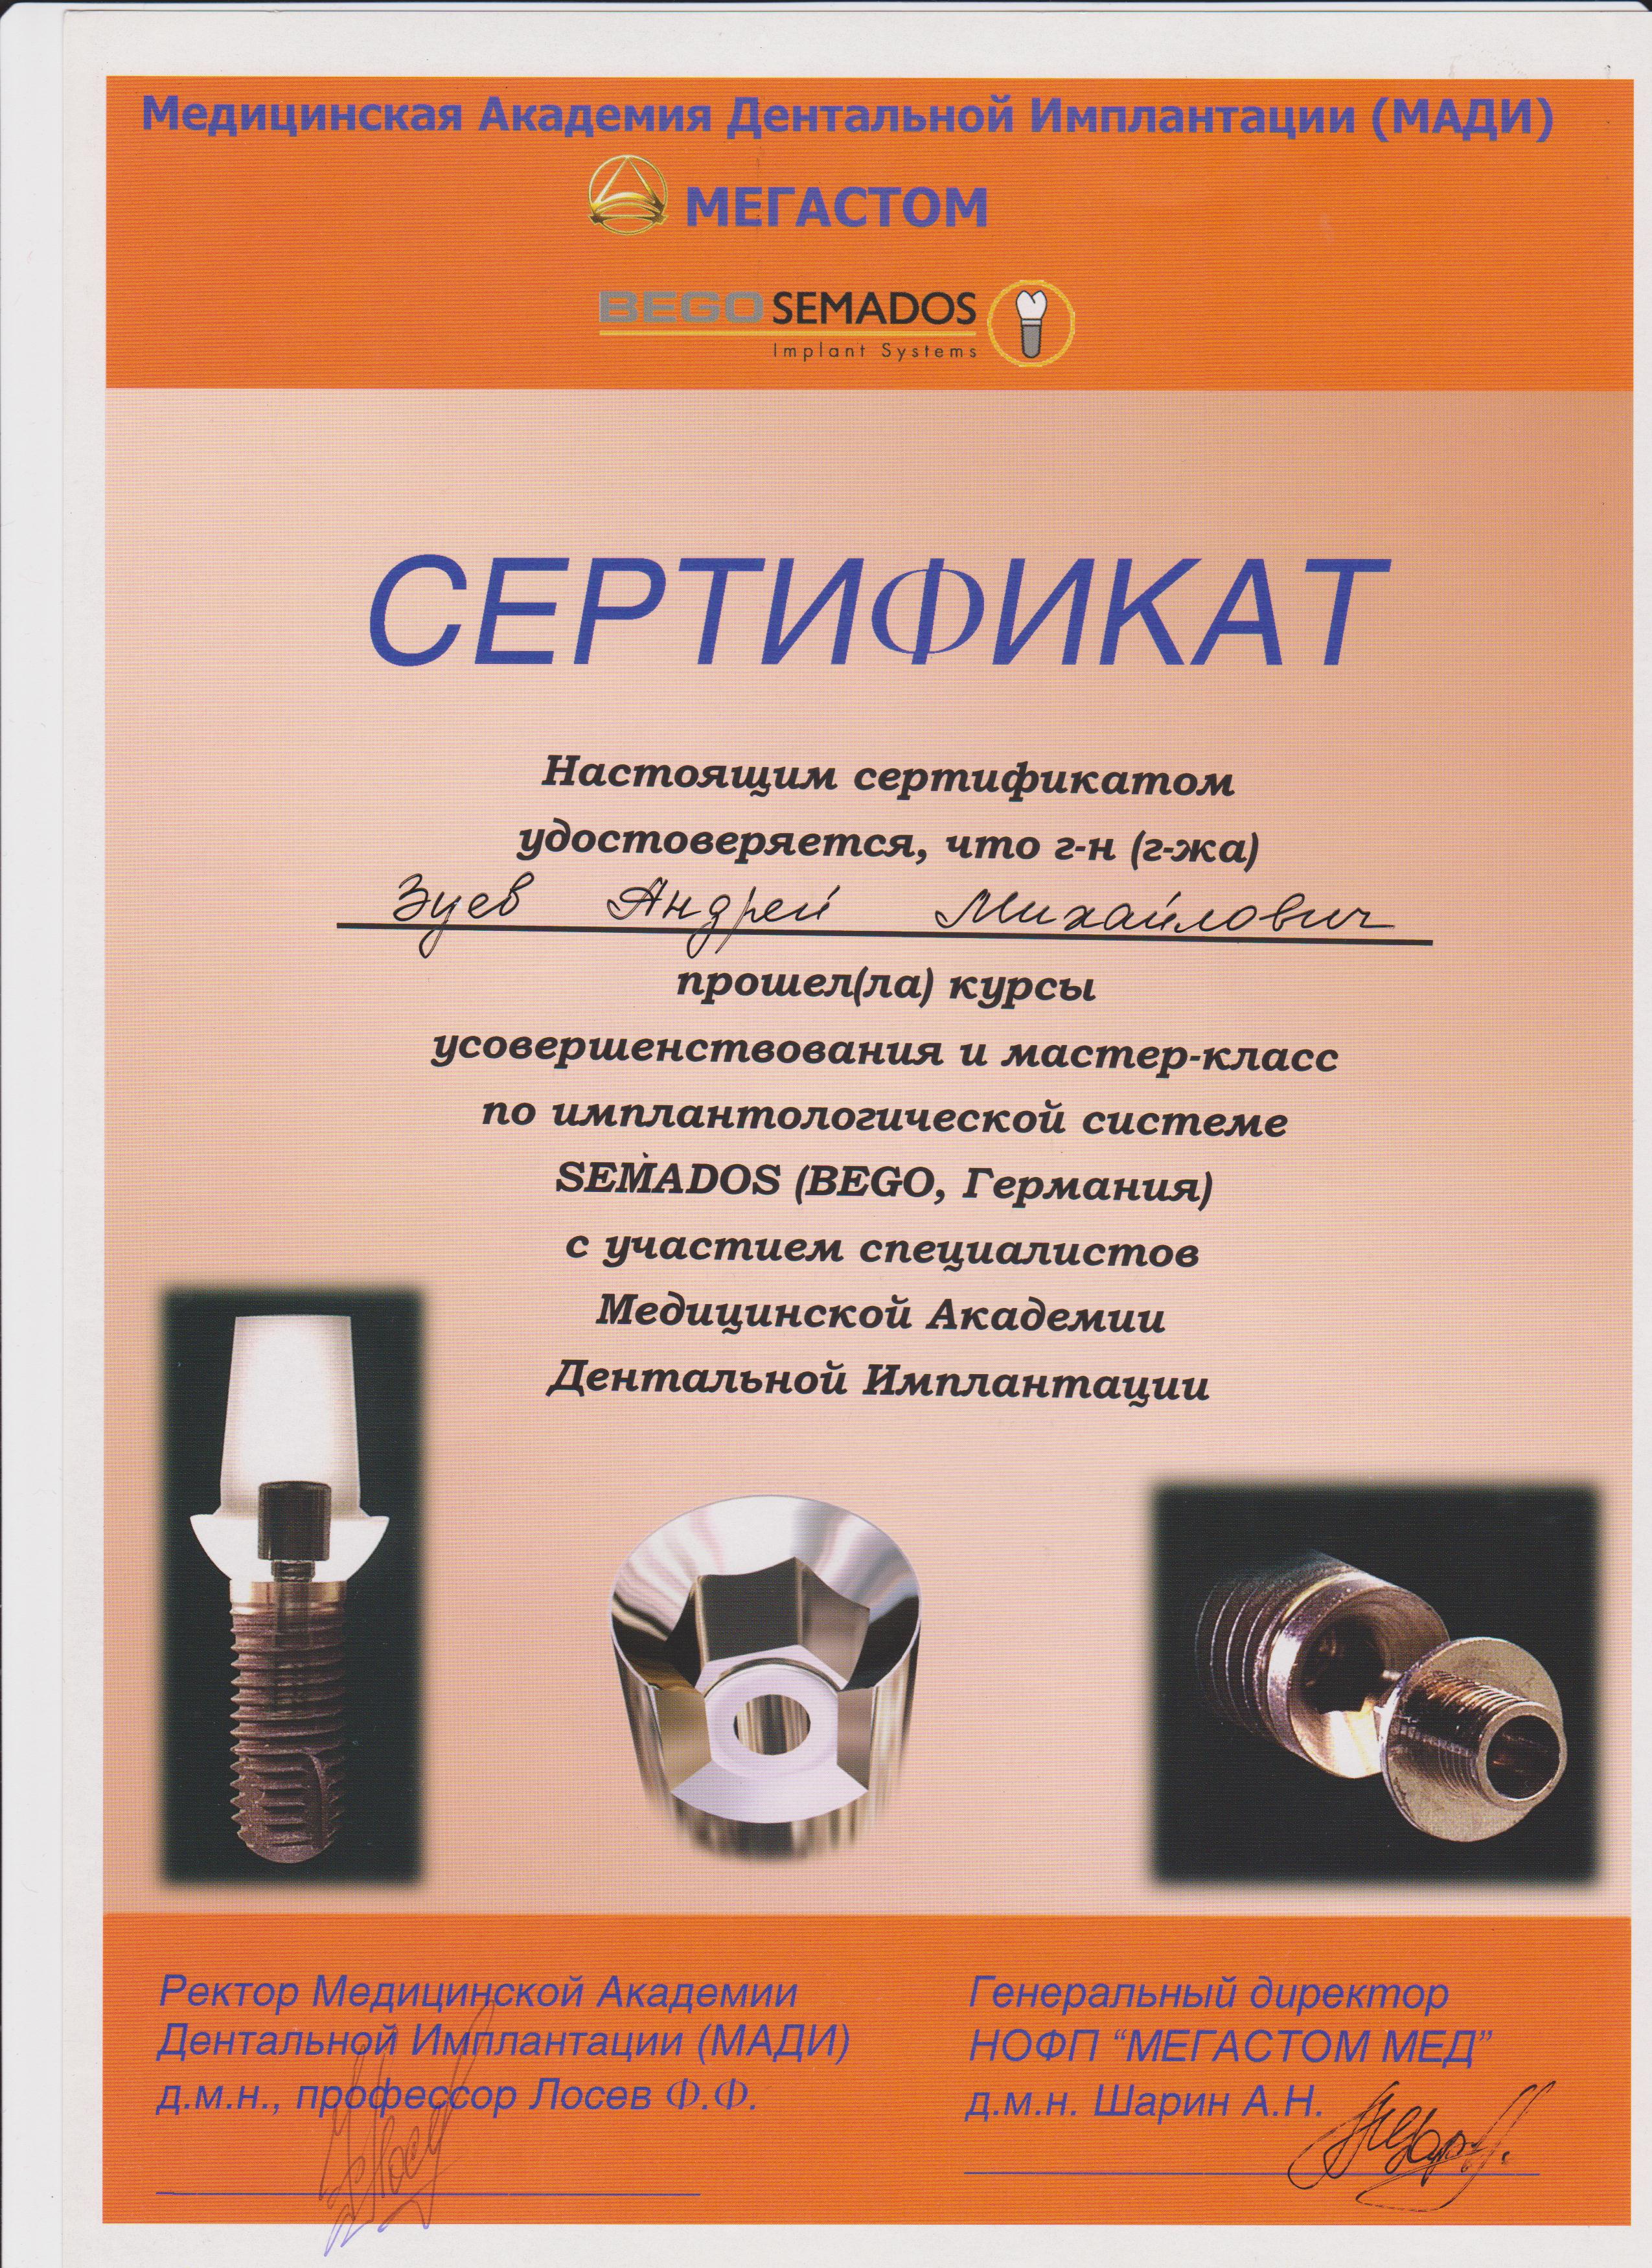 Медицинская Академия Дентальной Имплантации (МАДИ)
МЕГАСТОМ
BEGO SEMADOS
Implant Systems
СЕРТИФИКАТ
Настоящим сертификатом
удостоверяется, что г-н (г-жа)
Зуев Андрей Михайлович
прошел(ла) курсы
усовершенствования и мастер-класс
по имплантологической системе
SEMADOS (BEGO, Германия)
с участием специалистов
Медицинской Академии
Дентальной Имплантации
Ректор Медицинской Академии
Дентальной Имплантации (МАДИ)
д.м.н., профессор Лосев Ф.Ф.
Генеральный директор
НОФП “МЕГАСТОМ МЕД”
д.м.н. Шарин А.Н.